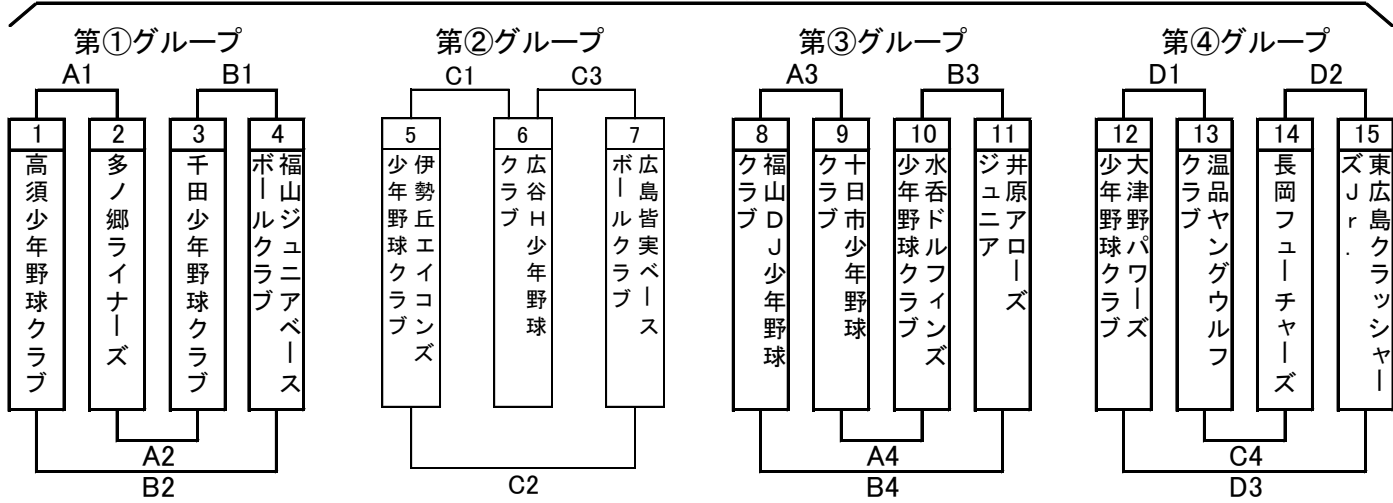 第①グループ
第②グループ
第③グループ
第④グループ
A1
B1
C1
C3
A3
B3
D1
D2
1
2
3
4
5
6
7
8
9
10
11
12
13
14
15
高須少年野球クラブ
多ノ郷ライナーズ
千田少年野球クラブ
福山ジュニアベース
ボールクラブ
伊勢丘エイコンズ
少年野球クラブ
広谷H少年野球
クラブ
広島皆実ベース
ボールクラブ
福山DJ少年野球
クラブ
十日市少年野球
クラブ
水呑ドルフィンズ
少年野球クラブ
井原アローズ
ジュニア
大津野パワーズ
少年野球クラブ
温品ヤングウルフ
クラブ
長岡フューチャーズ
東広島クラッシャー
ズJr.
A2
B2
C2
A4
B4
C4
D3